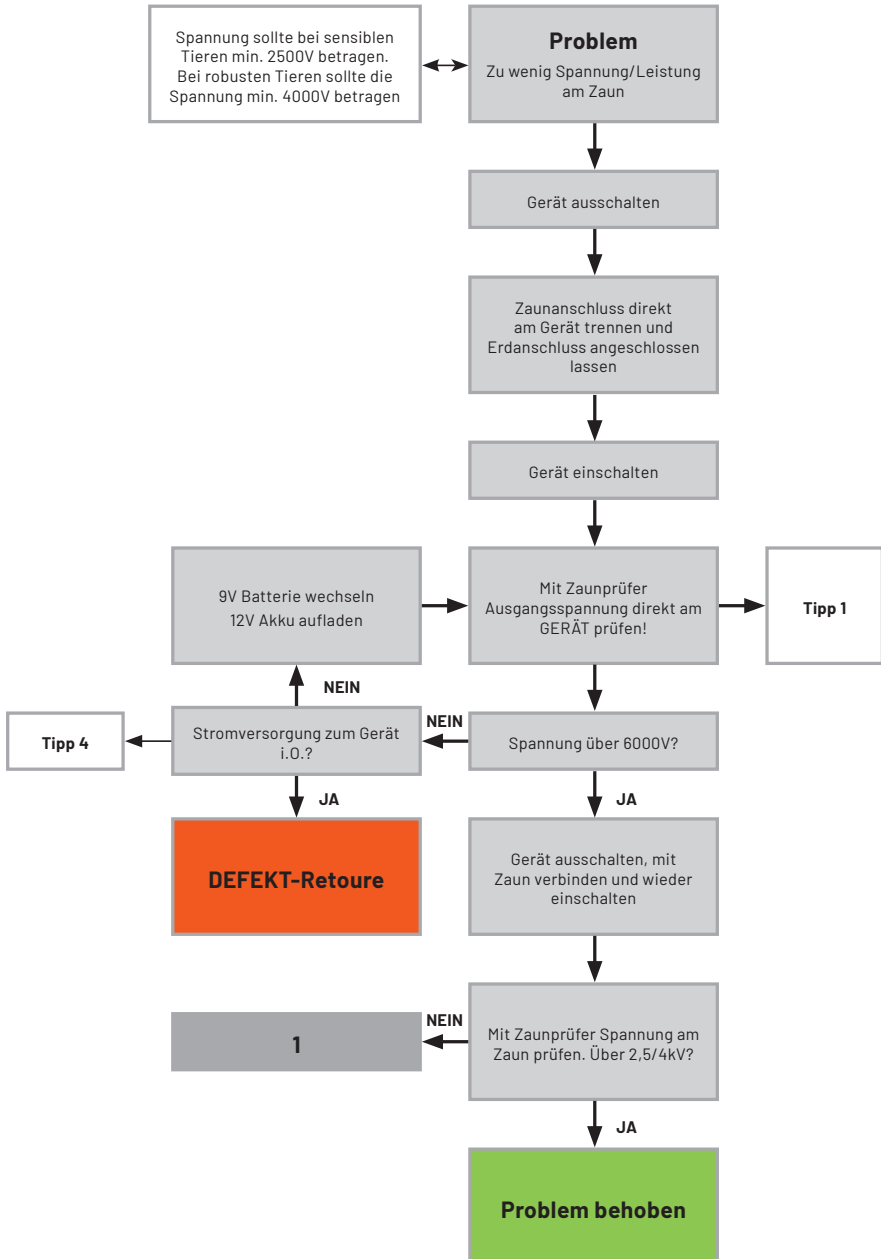 Spannung sollte bei sensiblen
Tieren min. 2500V betragen.
Bei robusten Tieren sollte die
Spannung min. 4000V betragen
Problem
Zu wenig Spannung/Leistung
am Zaun
Gerät ausschalten
Zaunanschluss direkt
am Gerät trennen und
Erdanschluss angeschlossen
lassen
Gerät einschalten
9V Batterie wechseln
12V Akku aufladen
Mit Zaunprüfer
Ausgangsspannung direkt am
GERÄT prüfen!
Tipp 1
NEIN
Tipp 4
Stromversorgung zum Gerät
i.O.?
NEIN
Spannung über 6000V?
JA
JA
DEFEKT-Retoure
Gerät ausschalten, mit
Zaun verbinden und wieder
einschalten
1
NEIN
Mit Zaunprüfer Spannung am
Zaun prüfen. Über 2,5/4kV?
JA
Problem behoben